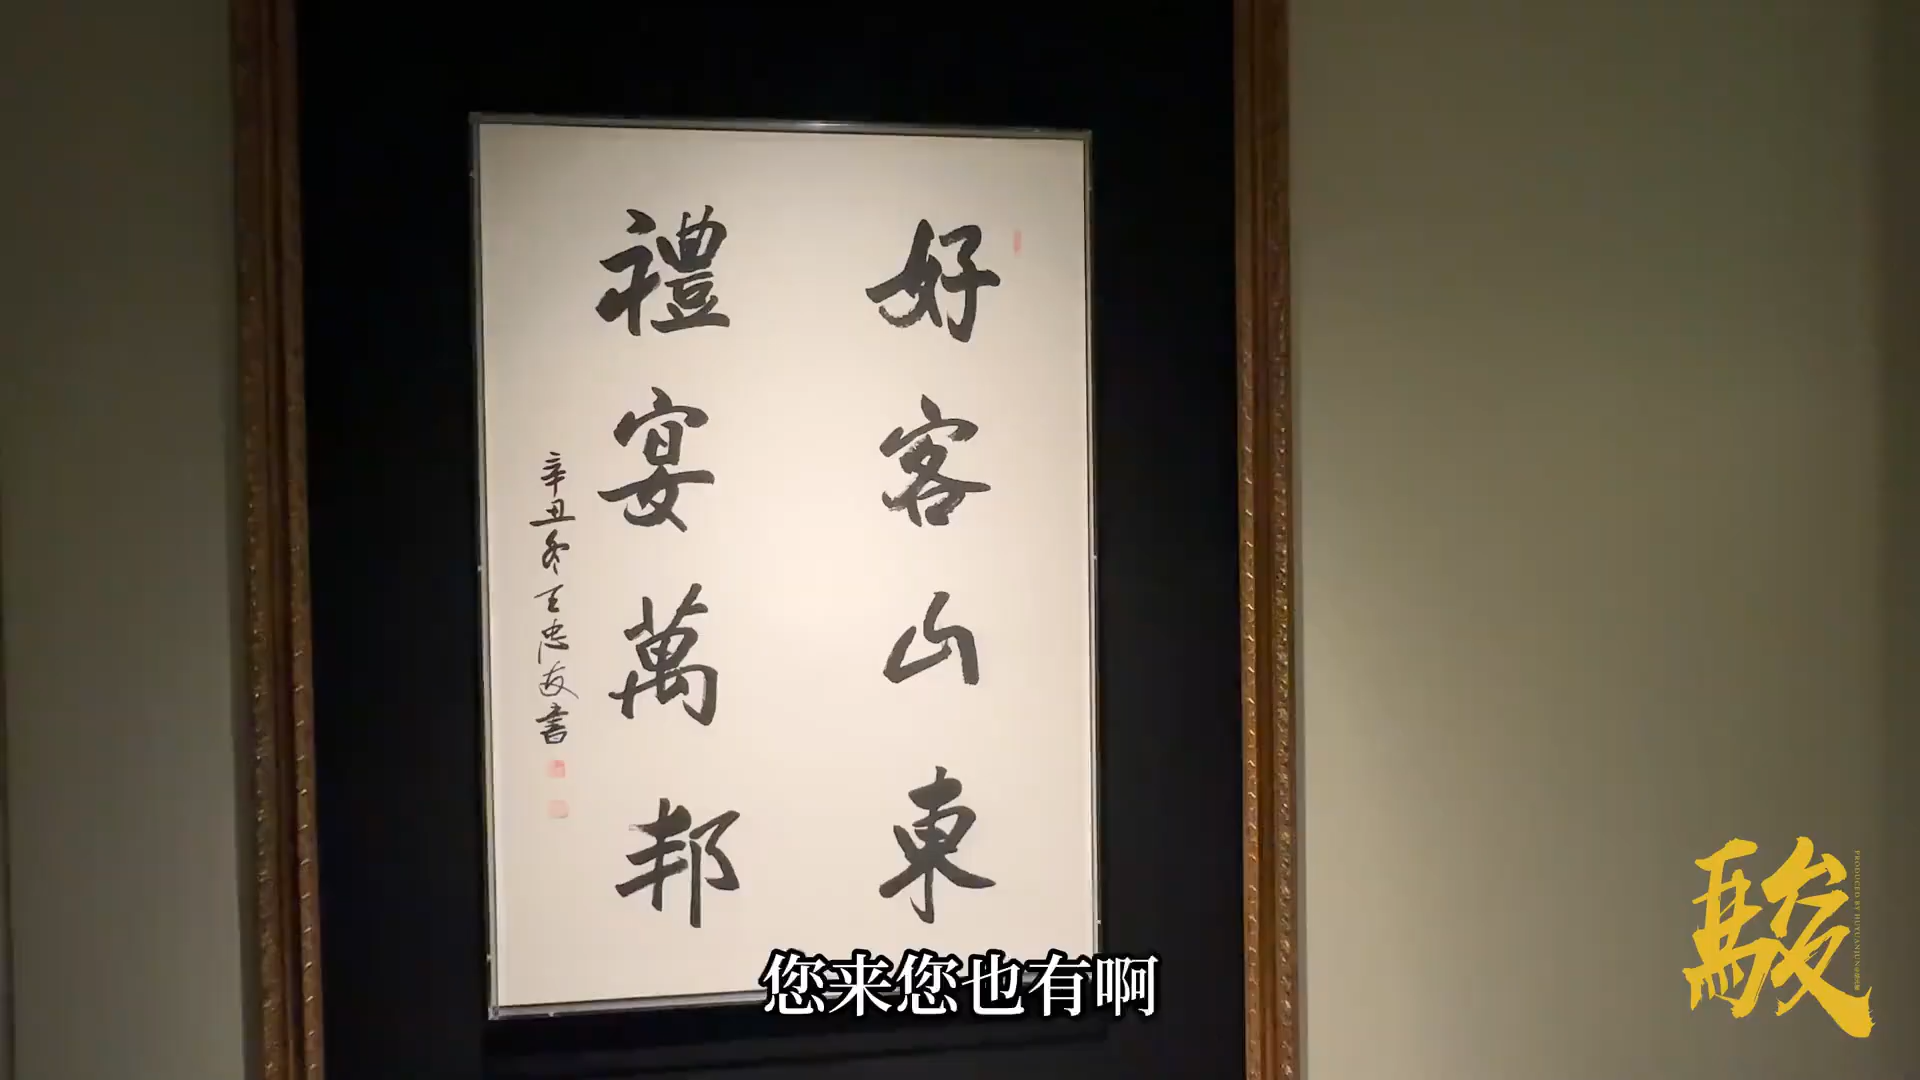 好客山東
禮宴萬邦
辛丑冬王忠友書
您来您也有啊
駿